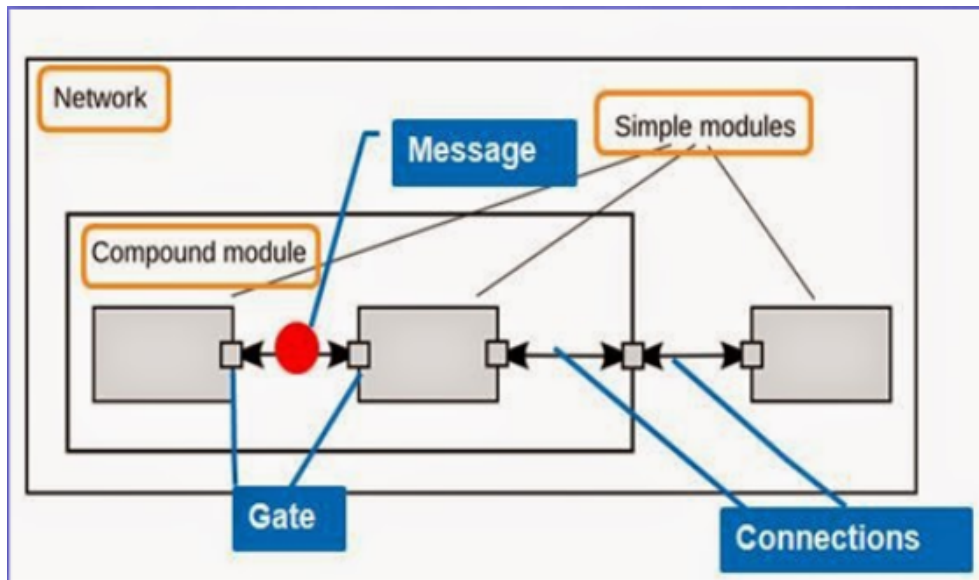 Network
Simple modules
Message
Compound module
Gate
Connections